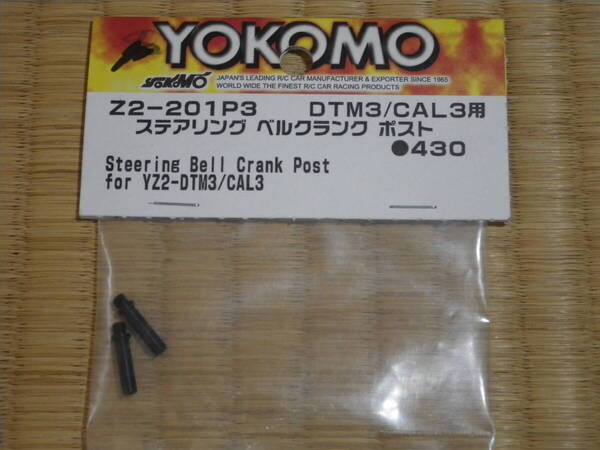 YOKOMO
YOKOMO
JAPAN'S LEADING R/C CAR MANUFACTURER & EXPORTER SINCE 1965
WORLD WIDE THE FINEST R/C CAR RACING PRODUCTS
Z2-201P3 DTM3/CAL3用
ステアリング ベルクランク ポスト
●430
Steering Bell Crank Post
for YZ2-DTM3/CAL3